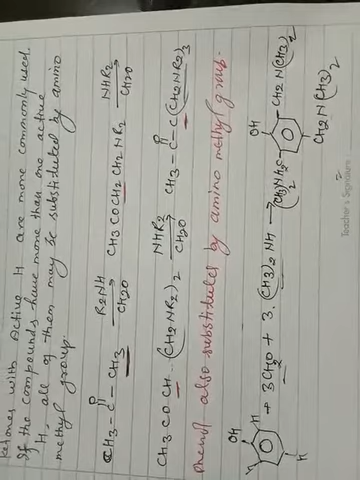 ketones with Active H are more commonly used.
If the compounds have more than one active
H, all of them may be substituted by amino
methyl group.
O
CH3-C-CH3 R2NH CH2O → CH3COCH2CH2NR2 NHR2 CH2O →
CH3COCH-(CH2NR2)2 NHR2 CH2O → CH3-C-C(CH2NR2)3
O
Phenol also substituted by amino methyl group.
OH
H
H
+ 3CH2O + 3(CH3)2NH →
OH
(CH3)2NH2C
CH2N(CH3)2
CH2N(CH3)2
Teacher's Signature